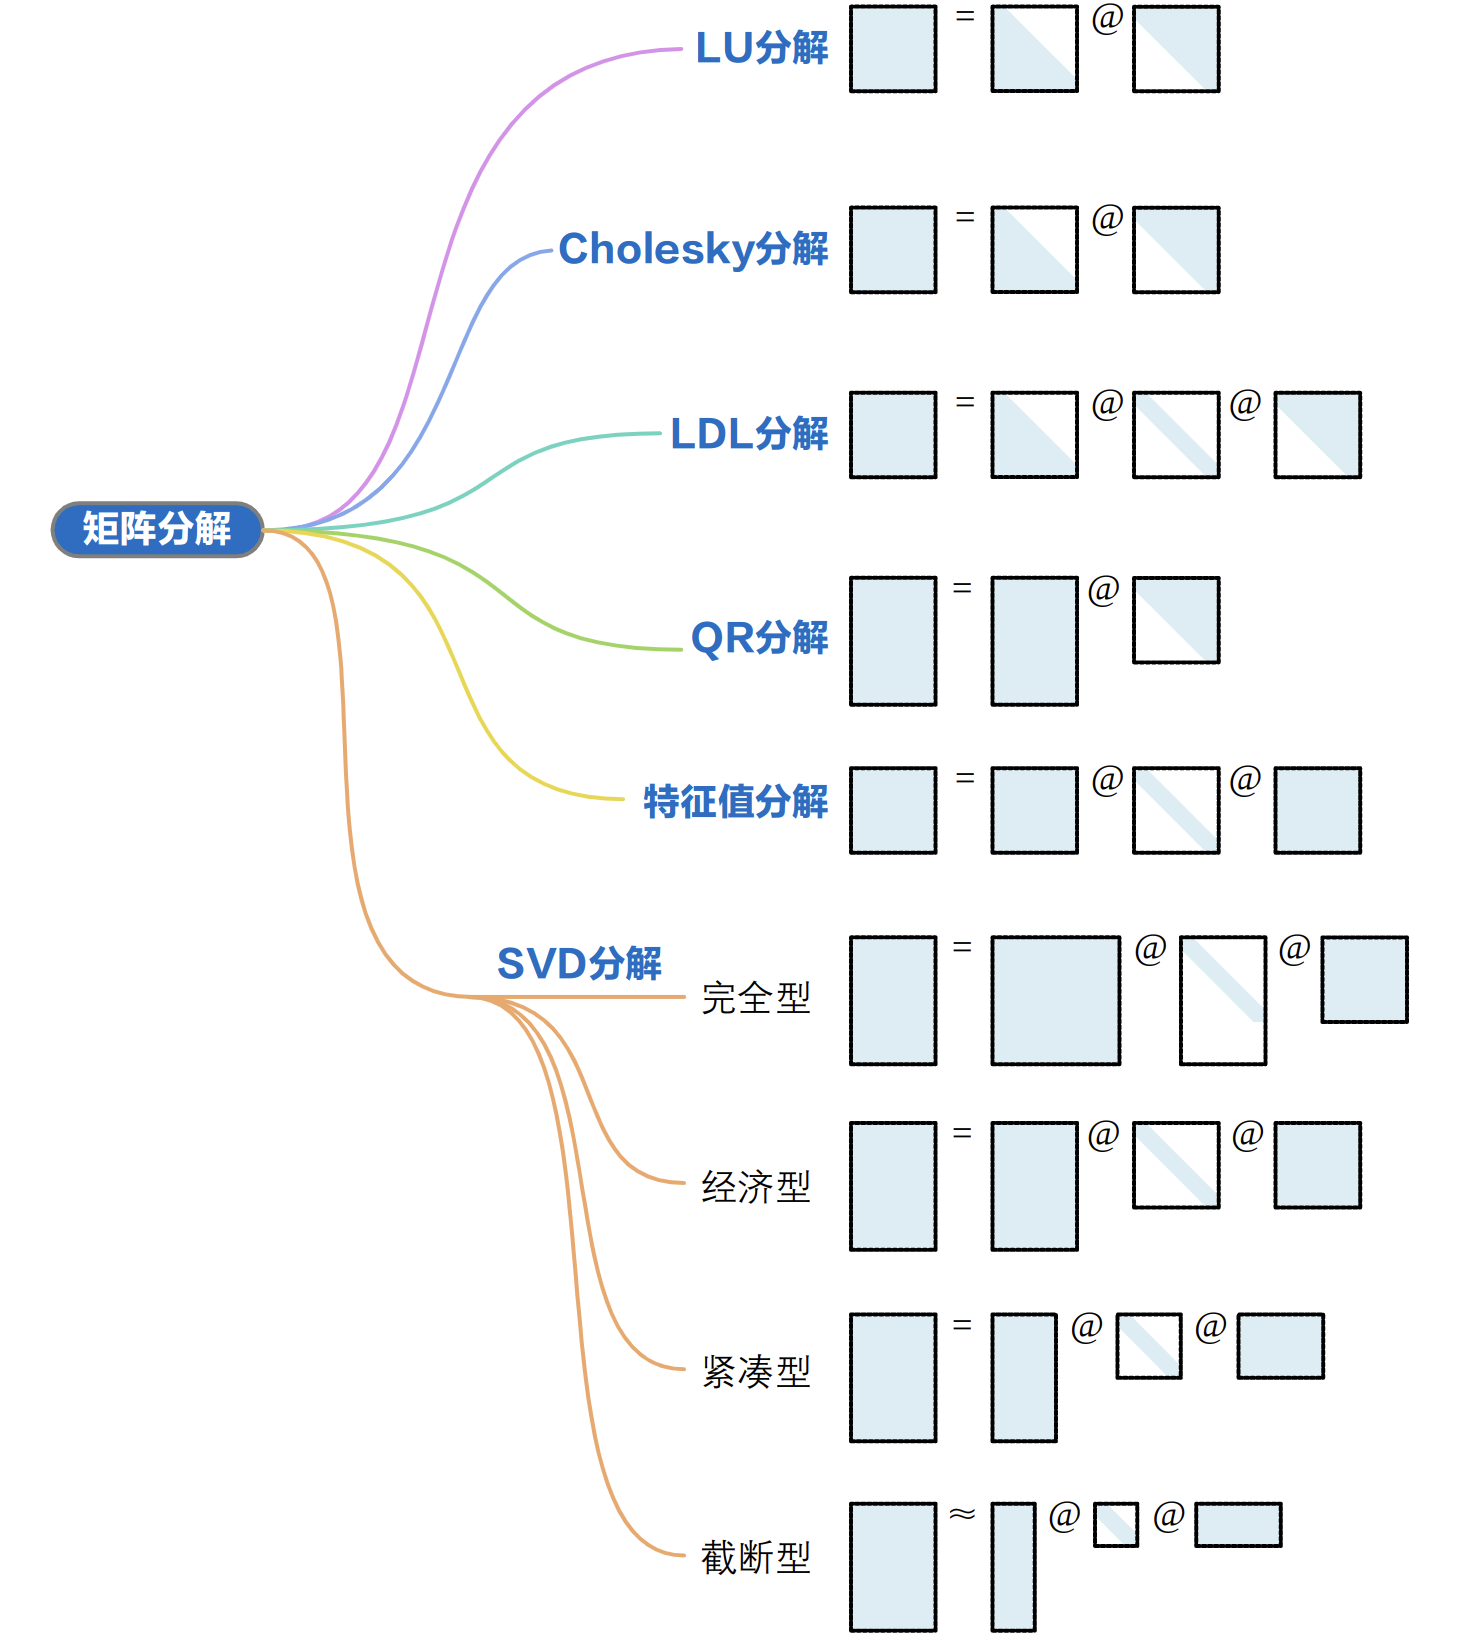 矩阵分解
LU分解 = @
Cholesky分解 = @
LDL分解 = @ @
QR分解 = @
特征值分解 = @ @
SVD分解
完全型 = @ @
经济型 = @ @
紧凑型 = @ @
截断型 ≈ @ @